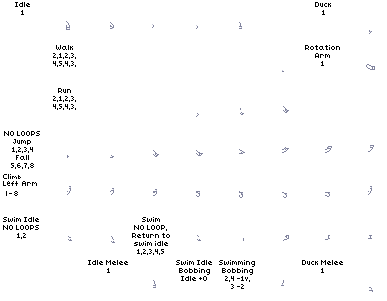 Idle
1
Duck
1
Walk
2,1,2,3,
4,5,4,3,
Rotation
Arm
1
Run
2,1,2,3,
4,5,4,3,
NO LOOPS
Jump
1,2,3,4
Fall
5,6,7,8
Climb
Left Arm
1-8
Swim Idle
NO LOOPS
1,2
Swim
NO LOOP,
Return to
swim idle
1,2,3,4,5
Idle Melee
1
Swim Idle
Bobbing
Idle +0
Swimming
Bobbing
2,4 -1v,
3 -2
Duck Melee
1